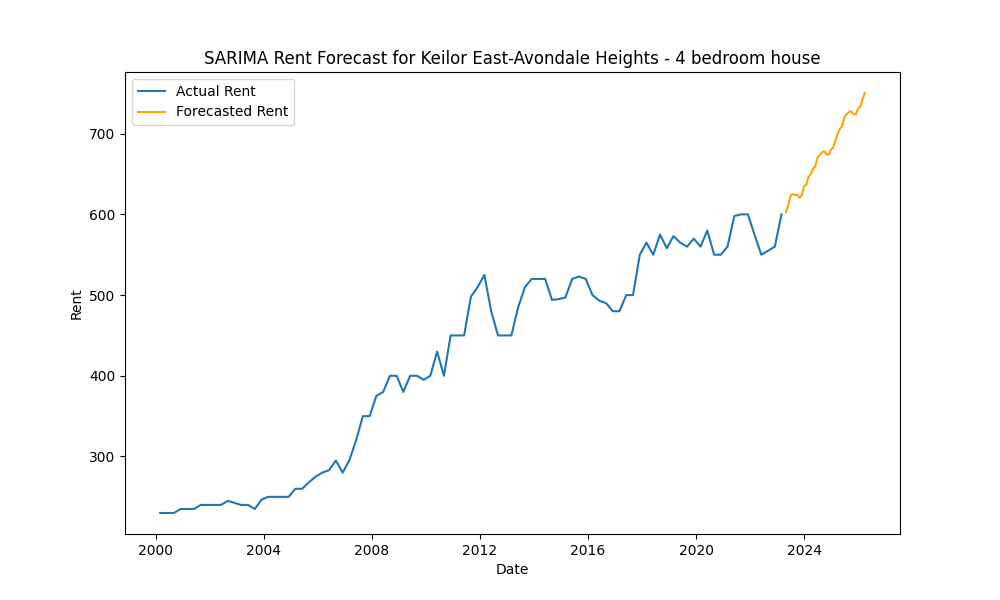 SARIMA Rent Forecast for Keilor East-Avondale Heights - 4 bedroom house
Actual Rent
Forecasted Rent
700
600
500
400
300
Rent
2000 2004 2008 2012 2016 2020 2024
Date